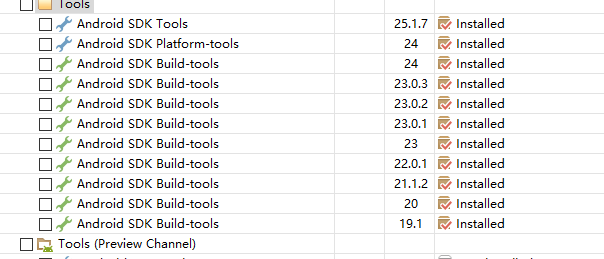 Tools
Android SDK Tools 25.1.7 Installed
Android SDK Platform-tools 24 Installed
Android SDK Build-tools 24 Installed
Android SDK Build-tools 23.0.3 Installed
Android SDK Build-tools 23.0.2 Installed
Android SDK Build-tools 23.0.1 Installed
Android SDK Build-tools 23 Installed
Android SDK Build-tools 22.0.1 Installed
Android SDK Build-tools 21.1.2 Installed
Android SDK Build-tools 20 Installed
Android SDK Build-tools 19.1 Installed
Tools (Preview Channel)